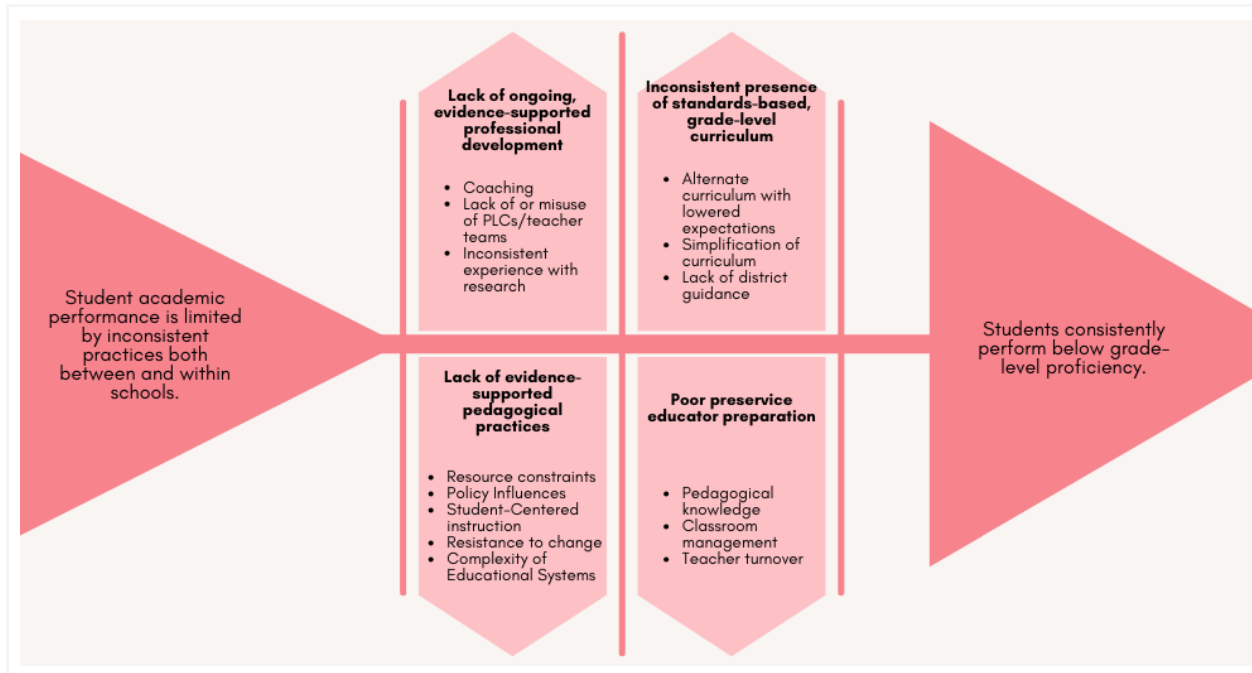 Student academic
performance is limited
by inconsistent
practices both
between and within
schools.
Lack of ongoing,
evidence-supported
professional
development
• Coaching
• Lack of or misuse
of PLCs/teacher
teams
• Inconsistent
experience with
research
Inconsistent presence
of standards-based,
grade-level
curriculum
• Alternate
curriculum with
lowered
expectations
• Simplification of
curriculum
• Lack of district
guidance
Lack of evidence-
supported
pedagogical
practices
• Resource constraints
• Policy Influences
• Student-Centered
instruction
• Resistance to change
• Complexity of
Educational Systems
Poor preservice
educator preparation
• Pedagogical
knowledge
• Classroom
management
• Teacher turnover
Students consistently
perform below grade-
level proficiency.